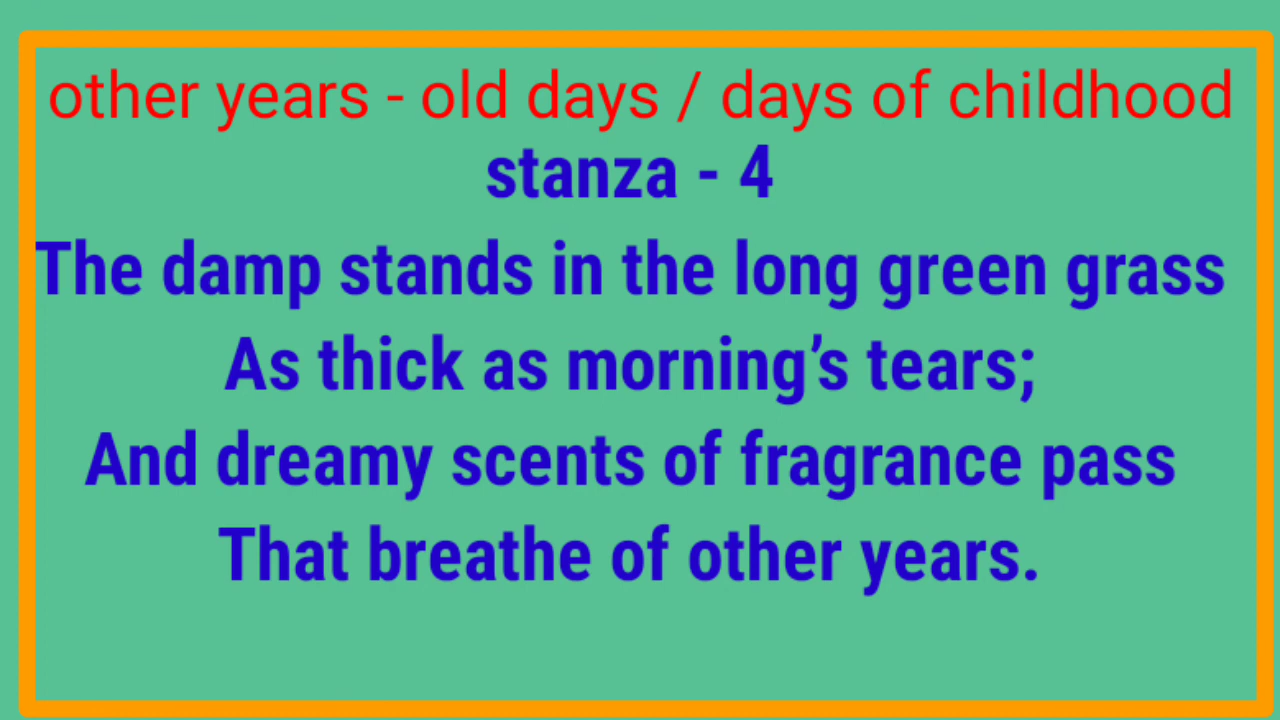 other years - old days / days of childhood
stanza - 4
The damp stands in the long green grass
As thick as morning’s tears;
And dreamy scents of fragrance pass
That breathe of other years.